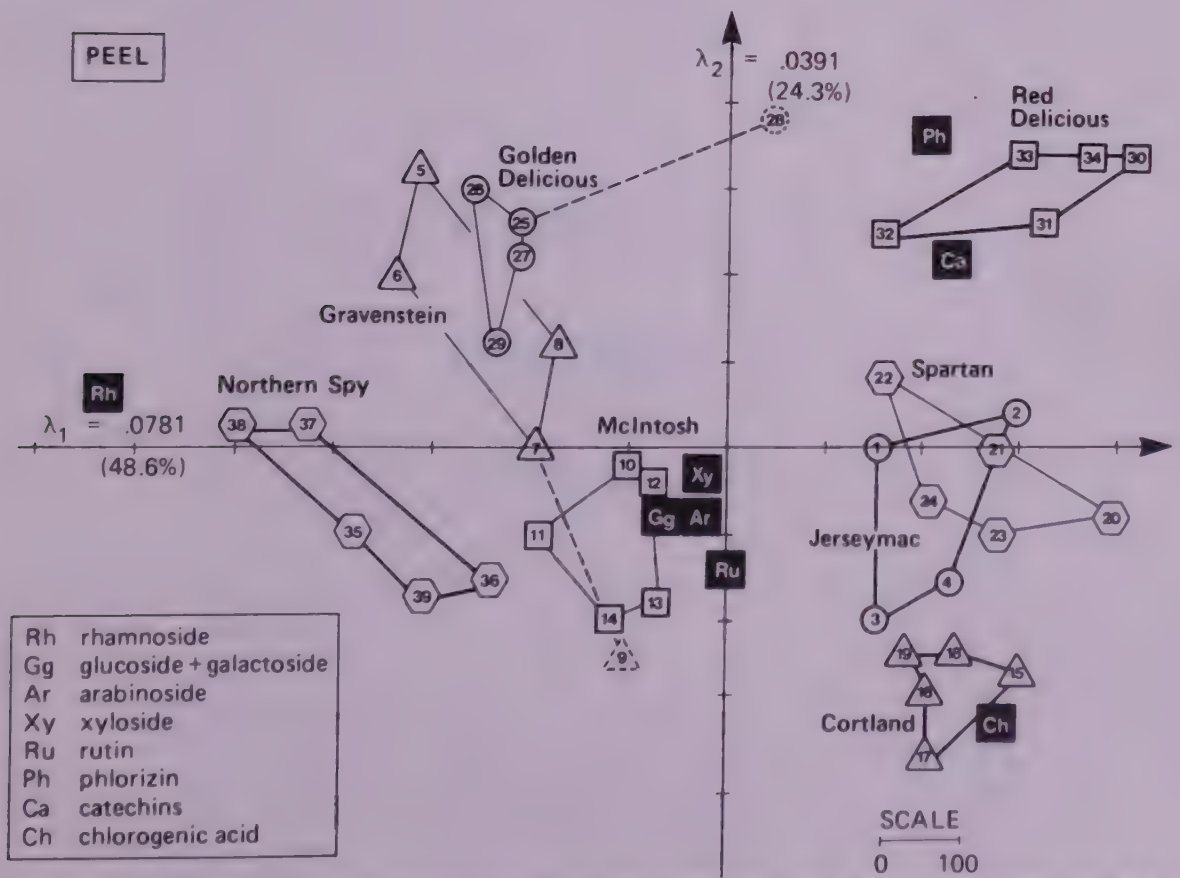 PEEL
λ2 = .0391
(24.3%)
28
Red
Delicious
Ph
33 34 30
32 31
Ca
Golden
Delicious
5
26
25
27
29
6
Gravenstein
8
Rh
λ1 = .0781
(48.6%)
Northern Spy
38 37
35
39 36
7
McIntosh
10
12
Xy
Gg Ar
11
Ru
13
14
9
22
Spartan
2
1
21
24
20
23
Jerseymac
4
3
19 18 15
16
Cortland
Ch
17
Rh rhamnoside
Gg glucoside + galactoside
Ar arabinoside
Xy xyloside
Ru rutin
Ph phlorizin
Ca catechins
Ch chlorogenic acid
SCALE
0 100